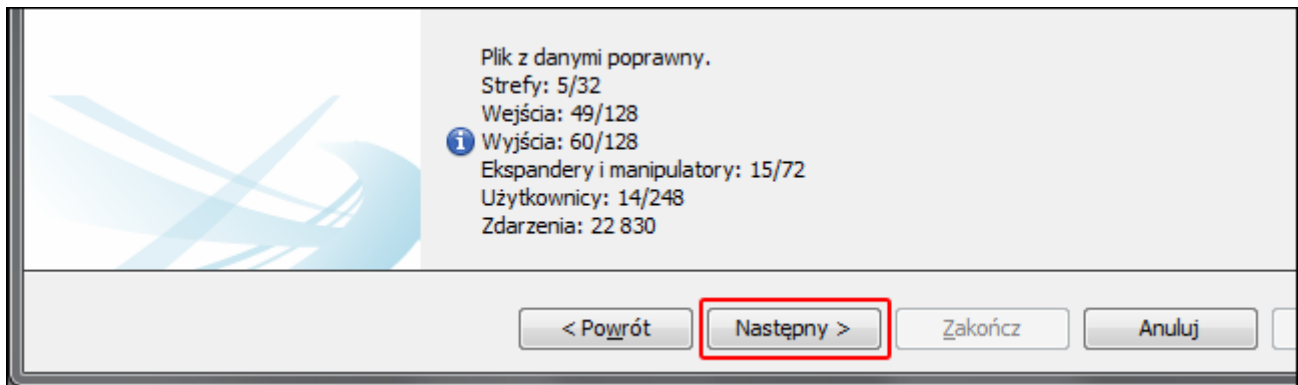 Plik z danymi poprawny.
Strefy: 5/32
Wejścia: 49/128
Wyjścia: 60/128
Ekspandery i manipulatory: 15/72
Użytkownicy: 14/248
Zdarzenia: 22 830
< Powrót Następny > Zakończ Anuluj